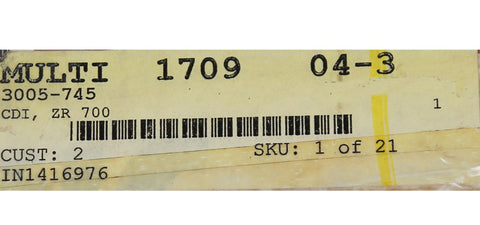 MULTI 1709 04-3
3005-745
CDI, ZR 700
1
CUST: 2 SKU: 1 of 21
IN1416976